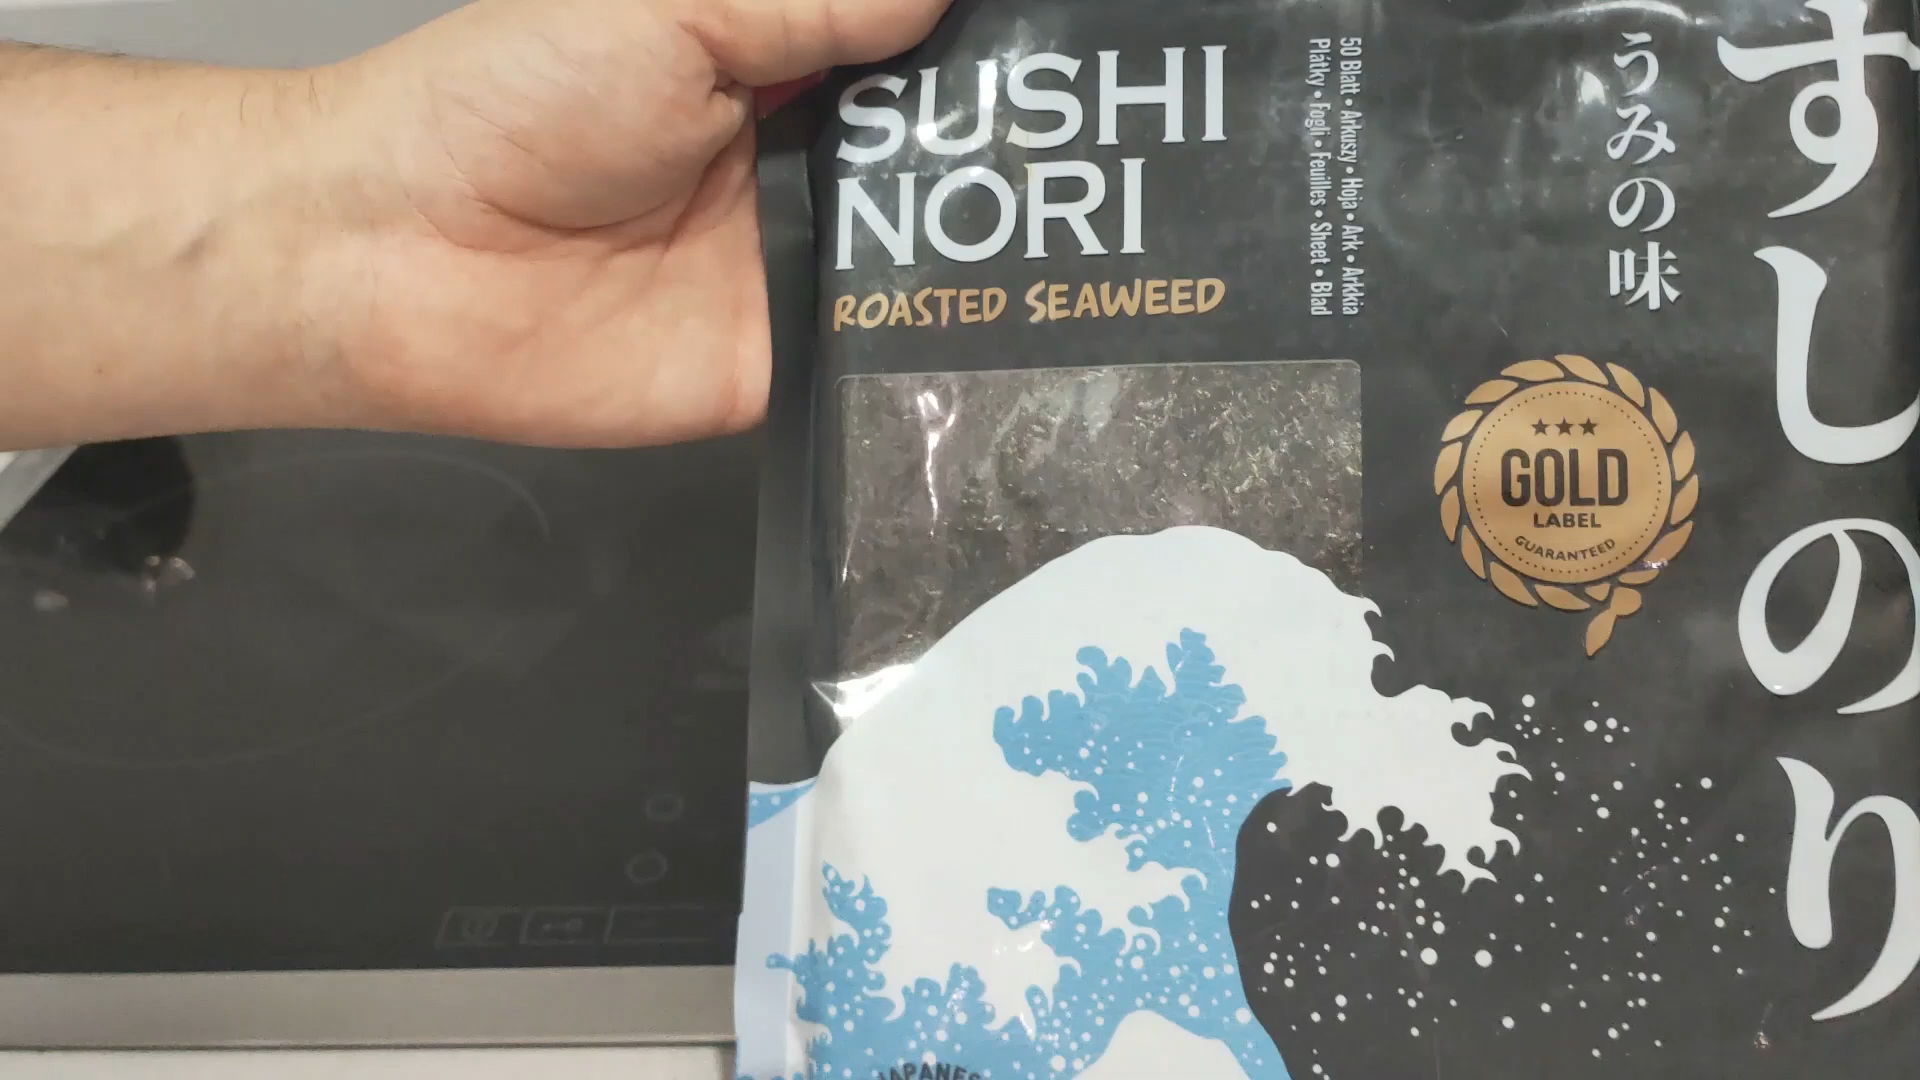 SUSHI
NORI
ROASTED SEAWEED
50 Blatt • Arkuszy • Hoja • Ark • Arkkia
Plátky • Fogli • Feuilles • Sheet • Blad
うみの味
すしのり
★★★
GOLD
LABEL
GUARANTEED